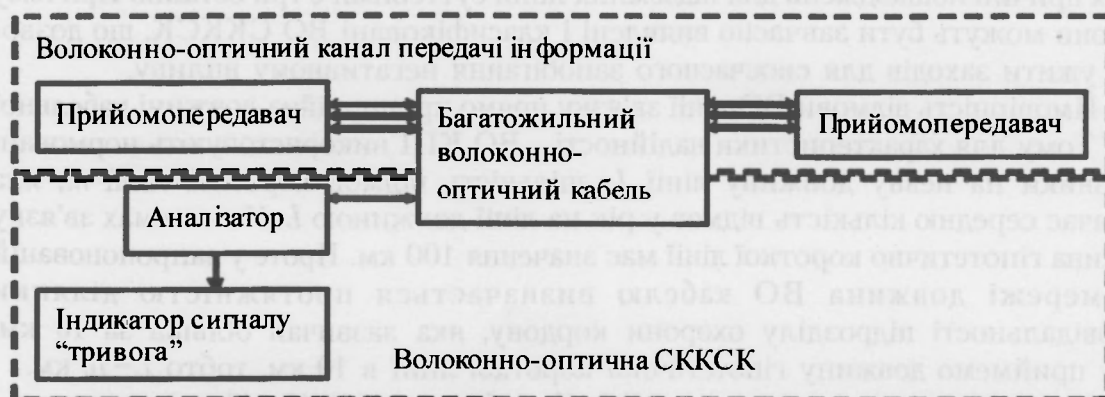 Волоконно-оптичний канал передачі інформації
Прийомопередавач
Багатожильний
волоконно-
оптичний кабель
Прийомопередавач
Аналізатор
Індикатор сигналу
“тривога”
Волоконно-оптична СККСК